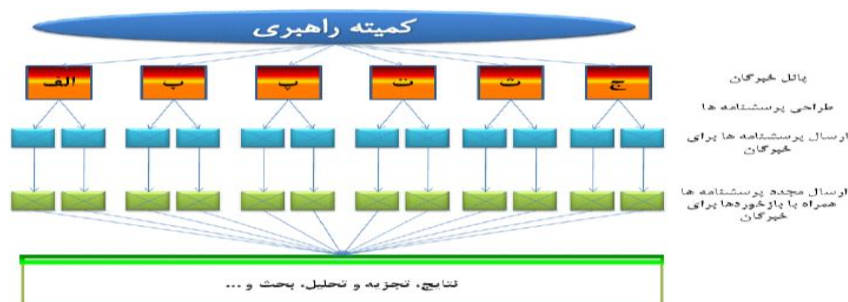 کمیته راهبری
ج
ث
ت
پ
ب
الف
پانل خبرگان
طراحی پرسشنامه ها
ارسال پرسشنامه ها برای
خبرگان
ارسال مجدد پرسشنامه ها
همراه با بازخوردها برای
خبرگان
نتایج، تجزیه و تحلیل، بحث و ...